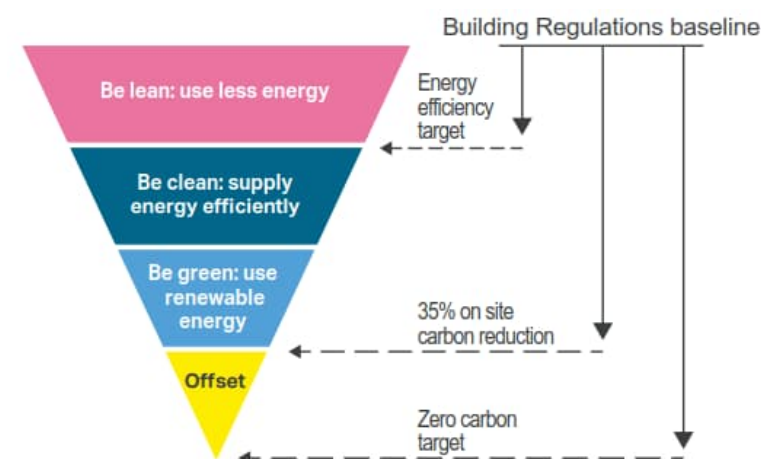 Building Regulations baseline
Be lean: use less energy
Energy
efficiency
target
Be clean: supply
energy efficiently
Be green: use
renewable
energy
35% on site
carbon reduction
Offset
Zero carbon
target